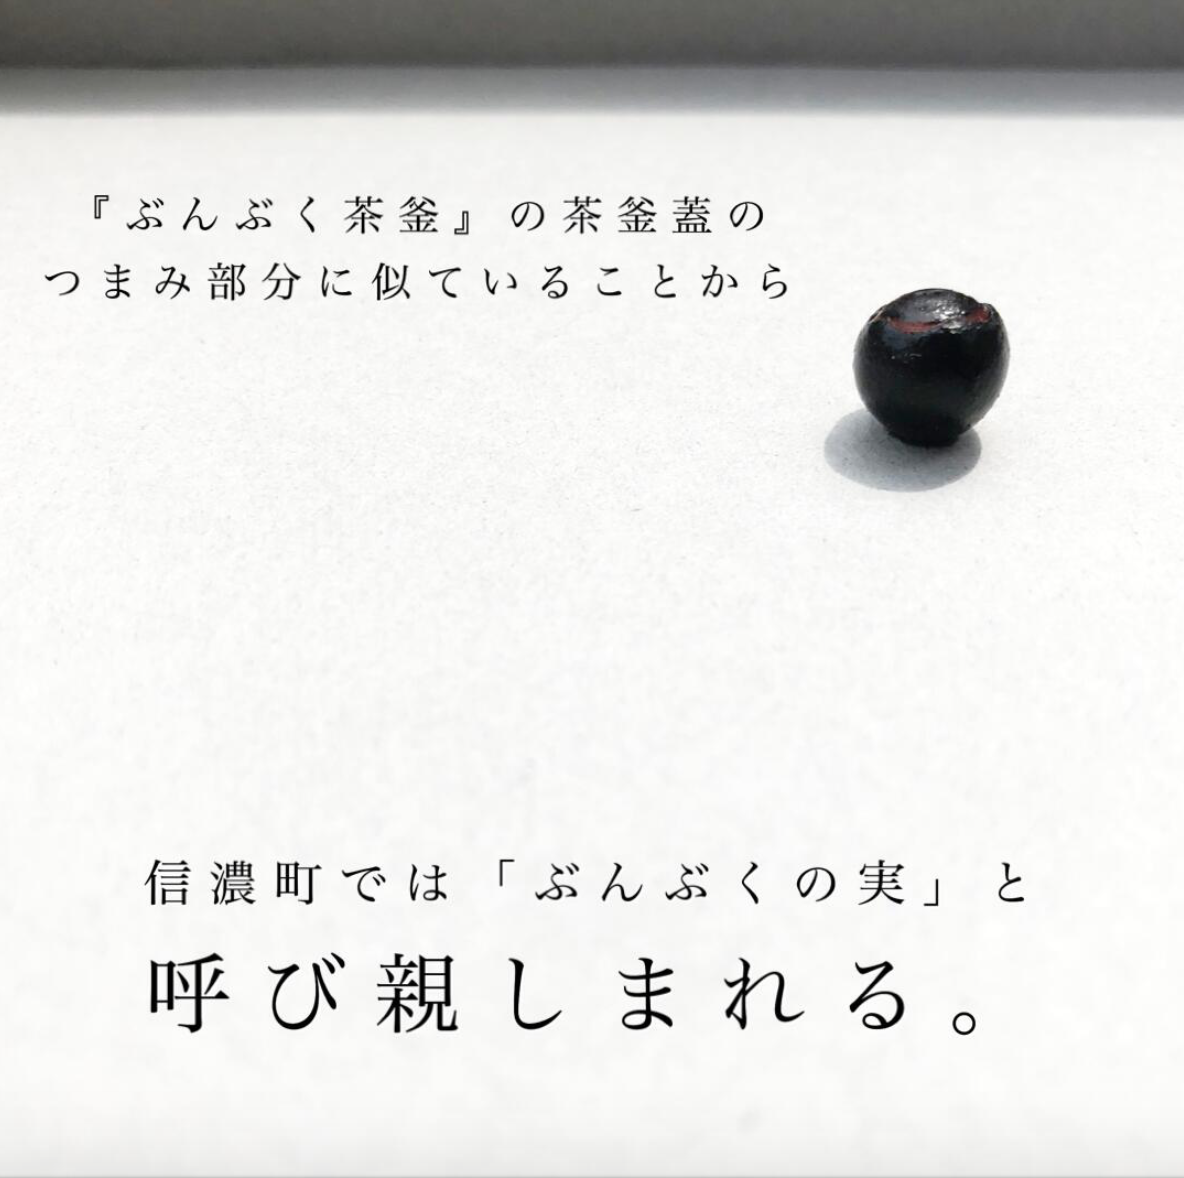 『ぶんぶく茶釜』の茶釜蓋の
つまみ部分に似ていることから
信濃町では「ぶんぶくの実」と
呼び親しまれる。